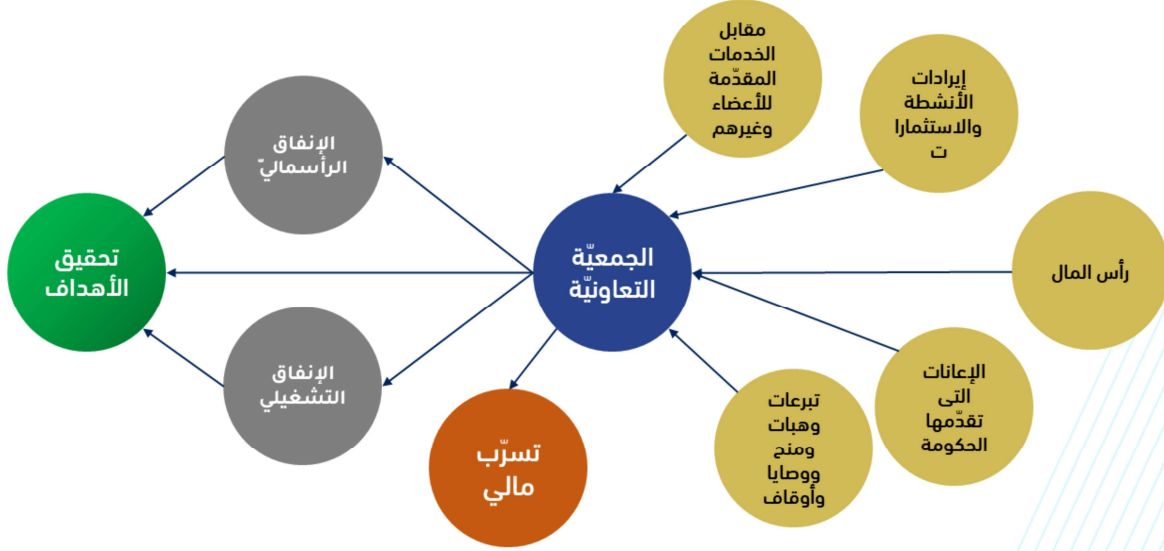 مقابل
الخدمات
المقدّمة
للأعضاء
وغيرهم
إيرادات
الأنشطة
والاستثمارا
ت
رأس المال
الإعانات
التى
تقدّمها
الحكومة
تبرعات
وهبات
ومنح
ووصايا
وأوقاف
الجمعيّة
التعاونيّة
الإنفاق
الرأسماليّ
الإنفاق
التشغيلي
تسرّب
مالي
تحقيق
الأهداف